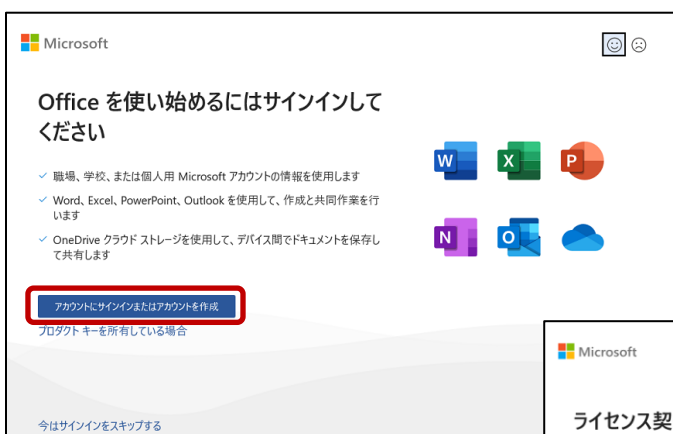 Microsoft
Office を使い始めるにはサインインして
ください
職場、学校、または個人用 Microsoft アカウントの情報を使用します
Word、Excel、PowerPoint、Outlook を使用して、作成と共同作業を行
います
OneDrive クラウド ストレージを使用して、デバイス間でドキュメントを保存し
て共有します
W X P
N O
アカウントにサインインまたはアカウントを作成
プロダクト キーを所有している場合
今はサインインをスキップする
Microsoft
ライセンス契